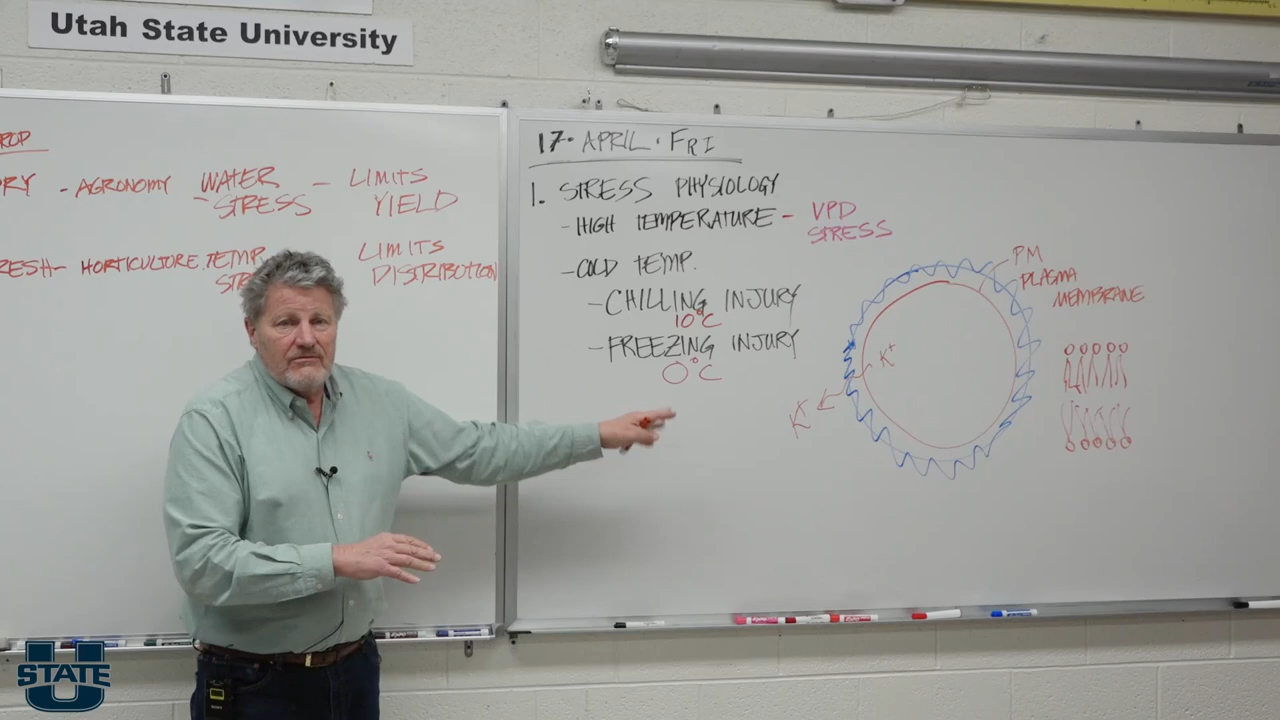 Utah State University
ROP
RY - AGRONOMY WATER STRESS - LIMITS YIELD
RESH- HORTICULTURE. TEMP. LIMITS DISTRIBUTION
17. APRIL. FRI
1. STRESS PHYSIOLOGY
- HIGH TEMPERATURE - VPD STRESS
- COLD TEMP.
- CHILLING INJURY
10°C
- FREEZING INJURY
0°C
PM
PLASMA
MEMBRANE
K+
K+
U
STATE